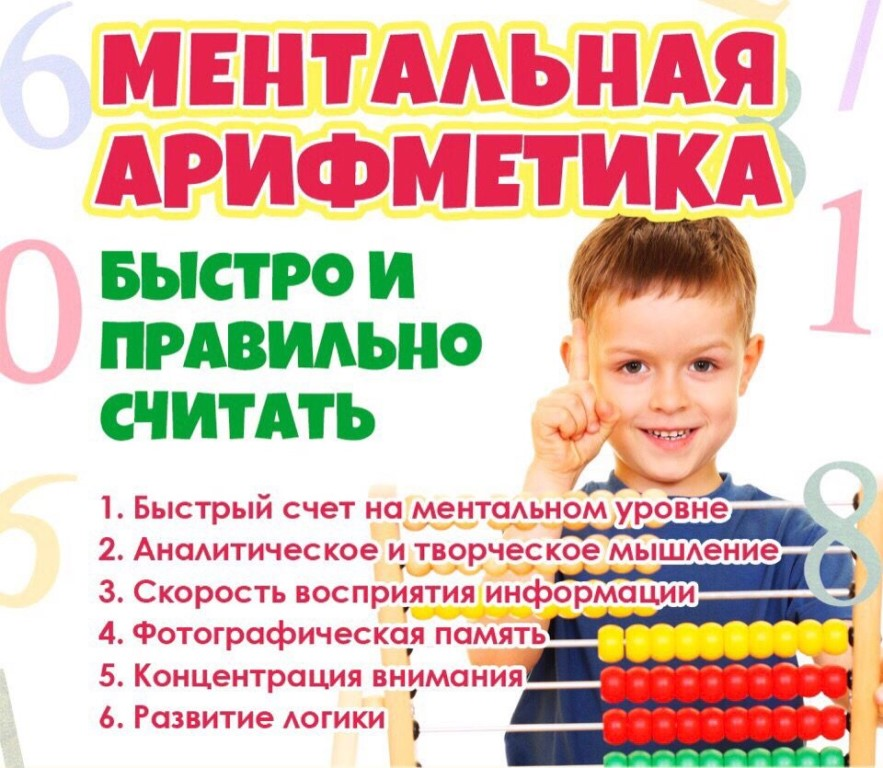 МЕНТАЛЬНАЯ
АРИФМЕТИКА
БЫСТРО И
ПРАВИЛЬНО
СЧИТАТЬ
1. Быстрый счет на ментальном уровне
2. Аналитическое и творческое мышление
3. Скорость восприятия информации
4. Фотографическая память
5. Концентрация внимания
6. Развитие логики